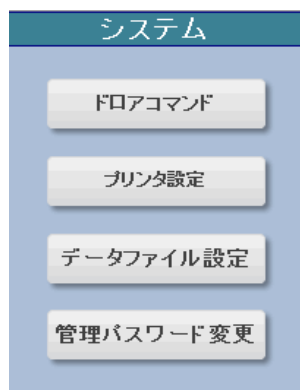 システム
ドロアコマンド
プリンタ設定
データファイル設定
管理パスワード変更